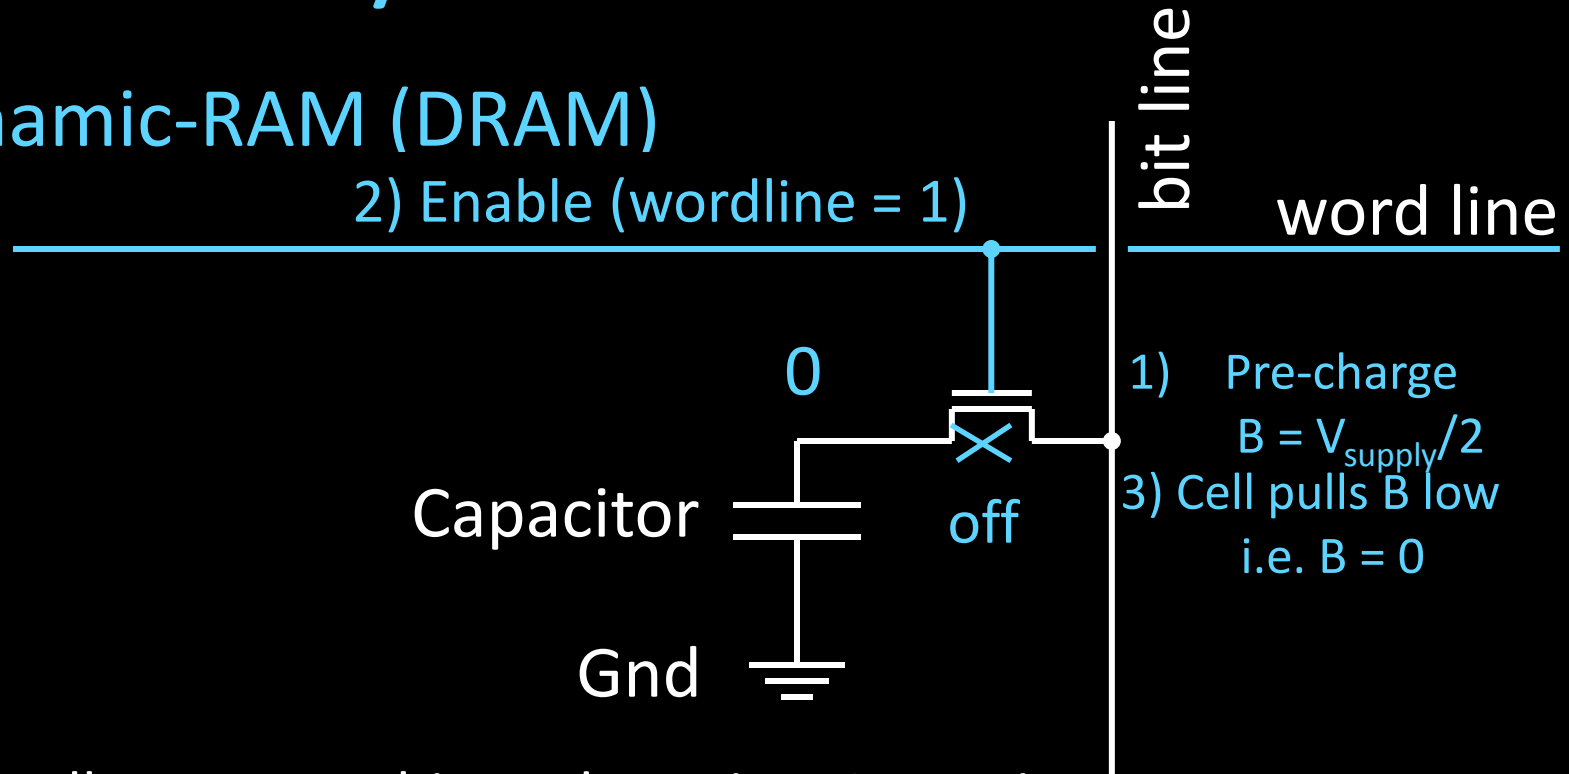 namic-RAM (DRAM)
bit line
2) Enable (wordline = 1)
word line
0
1) Pre-charge
B = Vsupply/2
3) Cell pulls B low
i.e. B = 0
Capacitor
off
Gnd